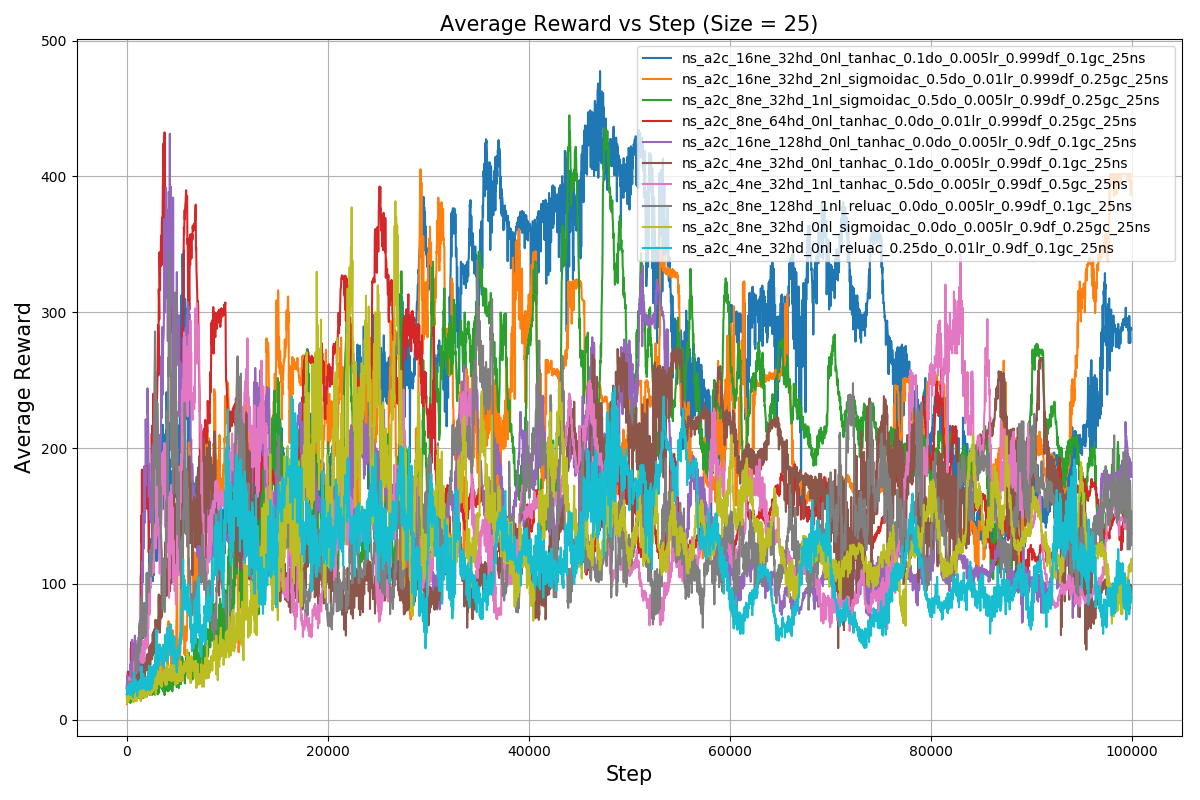 Average Reward vs Step (Size = 25)
500
400
300
200
100
0
Average Reward
ns_a2c_16ne_32hd_0nl_tanhac_0.1do_0.005lr_0.999df_0.1gc_25ns
ns_a2c_16ne_32hd_2nl_sigmoidac_0.5do_0.01lr_0.999df_0.25gc_25ns
ns_a2c_8ne_32hd_1nl_sigmoidac_0.5do_0.005lr_0.99df_0.25gc_25ns
ns_a2c_8ne_64hd_0nl_tanhac_0.0do_0.01lr_0.999df_0.25gc_25ns
ns_a2c_16ne_128hd_0nl_tanhac_0.0do_0.005lr_0.9df_0.1gc_25ns
ns_a2c_4ne_32hd_0nl_tanhac_0.1do_0.005lr_0.99df_0.1gc_25ns
ns_a2c_4ne_32hd_1nl_tanhac_0.5do_0.005lr_0.99df_0.5gc_25ns
ns_a2c_8ne_128hd_1nl_reluac_0.0do_0.005lr_0.99df_0.1gc_25ns
ns_a2c_8ne_32hd_0nl_sigmoidac_0.0do_0.005lr_0.9df_0.25gc_25ns
ns_a2c_4ne_32hd_0nl_reluac_0.25do_0.01lr_0.9df_0.1gc_25ns
0
20000
40000
60000
80000
100000
Step